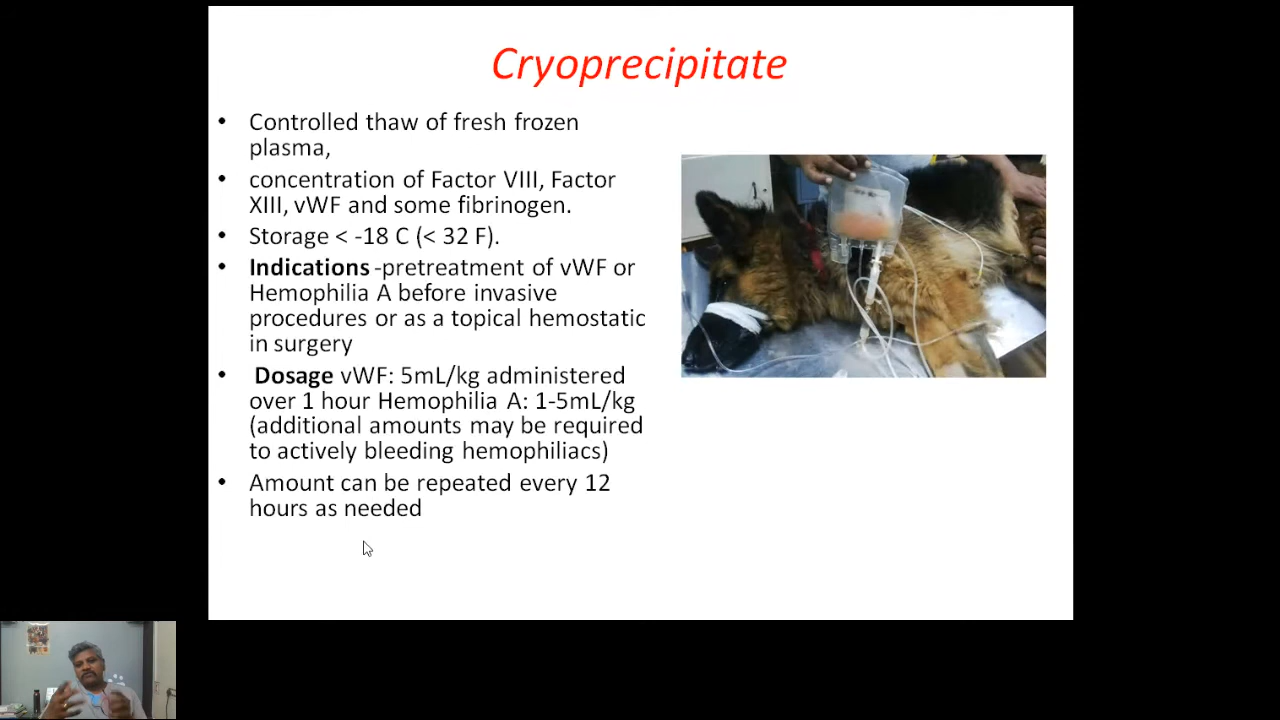 Cryoprecipitate
• Controlled thaw of fresh frozen
plasma,
• concentration of Factor VIII, Factor
XIII, vWF and some fibrinogen.
• Storage < -18 C (< 32 F).
• Indications -pretreatment of vWF or
Hemophilia A before invasive
procedures or as a topical hemostatic
in surgery
• Dosage vWF: 5mL/kg administered
over 1 hour Hemophilia A: 1-5mL/kg
(additional amounts may be required
to actively bleeding hemophiliacs)
• Amount can be repeated every 12
hours as needed